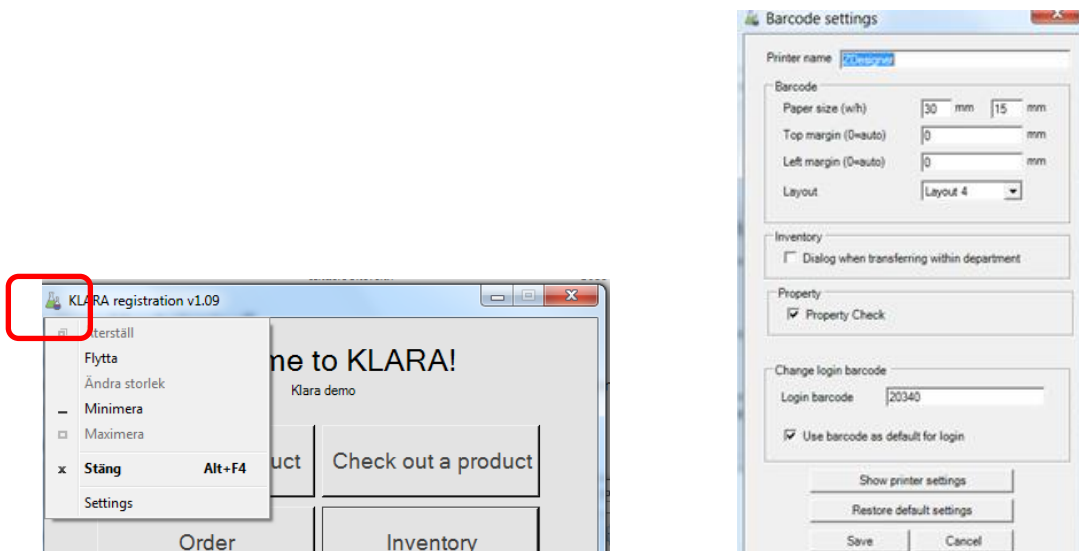 KLARA registration v1.09
Återställ
Flytta
Ändra storlek
Minimera
Maximera
x Stäng Alt+F4
Settings
me to KLARA!
Klara demo
uct
Check out a product
Order
Inventory
Barcode settings
Printer name ZDesigner
Barcode
Paper size (w/h) 30 mm 15 mm
Top margin (0=auto) 0 mm
Left margin (0=auto) 0 mm
Layout Layout 4
Inventory
Dialog when transferring within department
Property
Property Check
Change login barcode
Login barcode 20340
Use barcode as default for login
Show printer settings
Restore default settings
Save Cancel